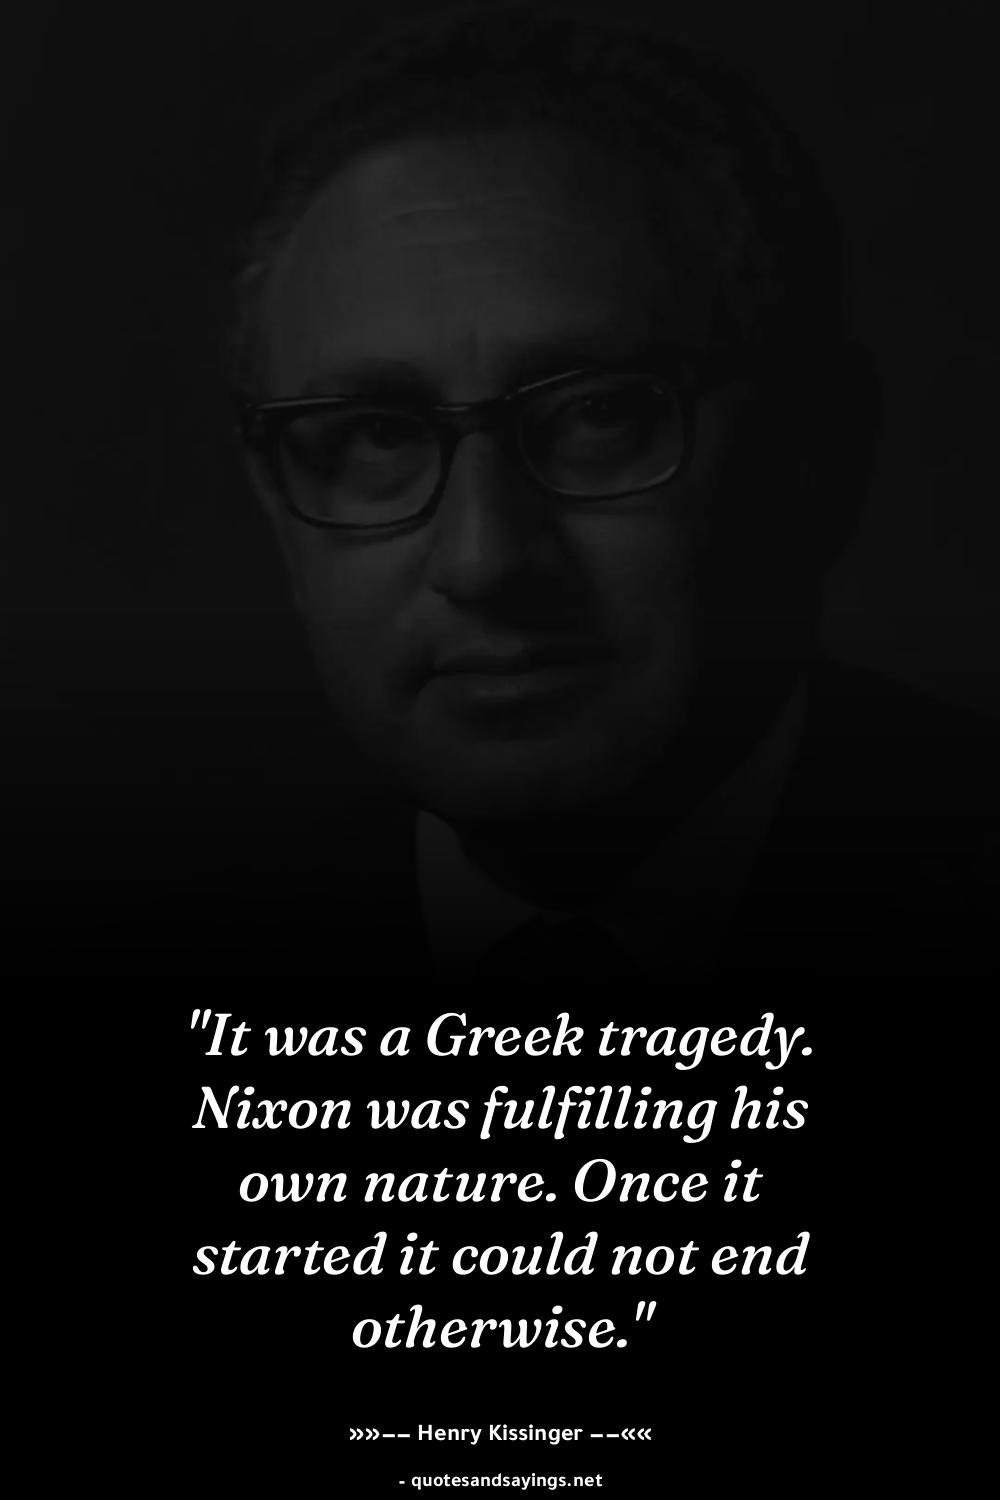 "It was a Greek tragedy.
Nixon was fulfilling his
own nature. Once it
started it could not end
otherwise."
»»−− Henry Kissinger −−««
- quotesandsayings.net